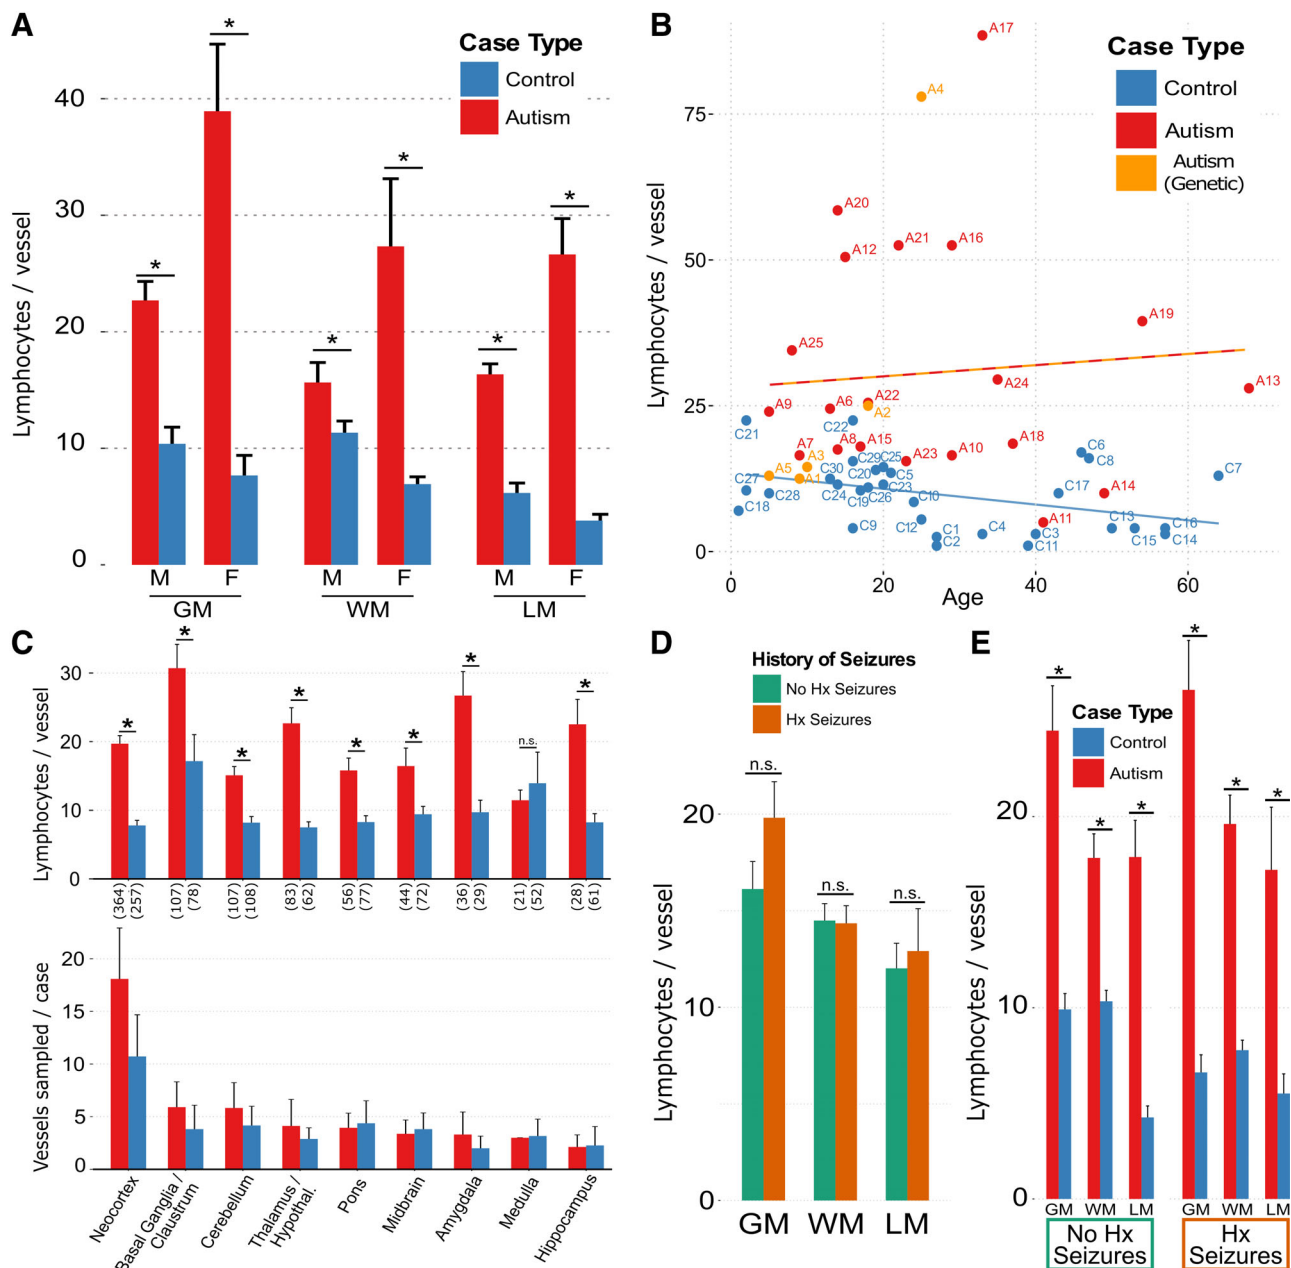 A
Case Type
Control
Autism
Lymphocytes / vessel
40
30
20
10
0
*
*
*
*
*
*
M
F
M
F
M
F
GM
WM
LM
B
Case Type
Control
Autism
Autism
(Genetic)
Lymphocytes / vessel
75
50
25
0
0
20
40
60
Age
A17
A4
A20
A12
A21
A16
A19
A25
A24
A13
A9
A6
A22
A2
C21
C22
A7
A8
A15
A23
A10
A18
C6
C8
C7
A5
A3
A1
C29
C25
C30
C20
C5
C27
C28
C24
C19
C26
C23
C10
C17
A14
C18
C9
C12
C1
C2
C4
A11
C3
C11
C13
C15
C16
C14
C
Lymphocytes / vessel
30
20
10
0
*
*
*
*
*
*
*
n.s.
*
(364)
(257)
(107)
(78)
(107)
(108)
(83)
(62)
(56)
(77)
(44)
(72)
(36)
(29)
(21)
(52)
(28)
(61)
Vessels sampled / case
20
15
10
5
0
Neocortex
Basal Ganglia /
Claustrum
Cerebellum
Thalamus /
Hypothal.
Pons
Midbrain
Amygdala
Medulla
Hippocampus
D
History of Seizures
No Hx Seizures
Hx Seizures
Lymphocytes / vessel
20
10
0
n.s.
n.s.
n.s.
GM
WM
LM
E
Case Type
Control
Autism
Lymphocytes / vessel
20
10
0
*
*
*
*
*
*
GM
WM
LM
GM
WM
LM
No Hx
Seizures
Hx
Seizures